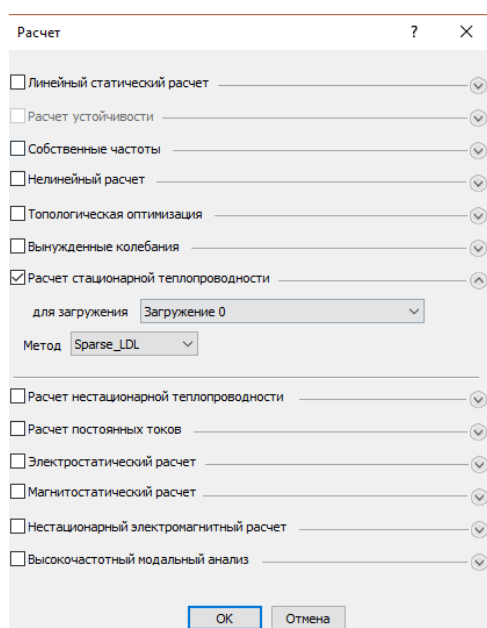 Расчет ?
Линейный статический расчет
Расчет устойчивости
Собственные частоты
Нелинейный расчет
Топологическая оптимизация
Вынужденные колебания
Расчет стационарной теплопроводности
для загружения Загружение 0
Метод Sparse_LDL
Расчет нестационарной теплопроводности
Расчет постоянных токов
Электростатический расчет
Магнитостатический расчет
Нестационарный электромагнитный расчет
Высокочастотный модальный анализ
ОК Отмена